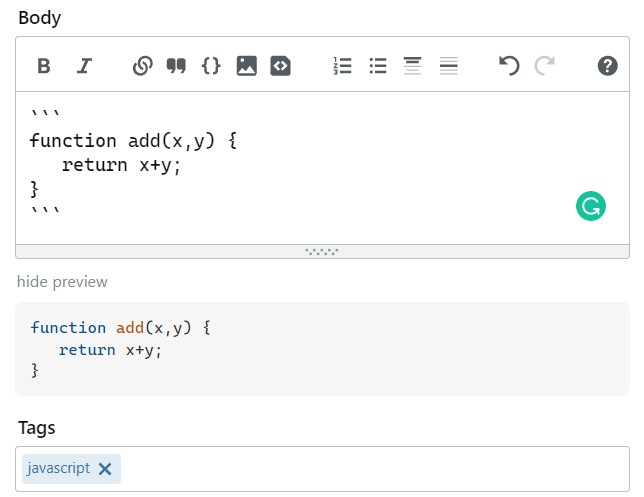 Body
B I
```
function add(x,y) {
   return x+y;
}
```
hide preview
function add(x,y) {
   return x+y;
}
Tags
javascript